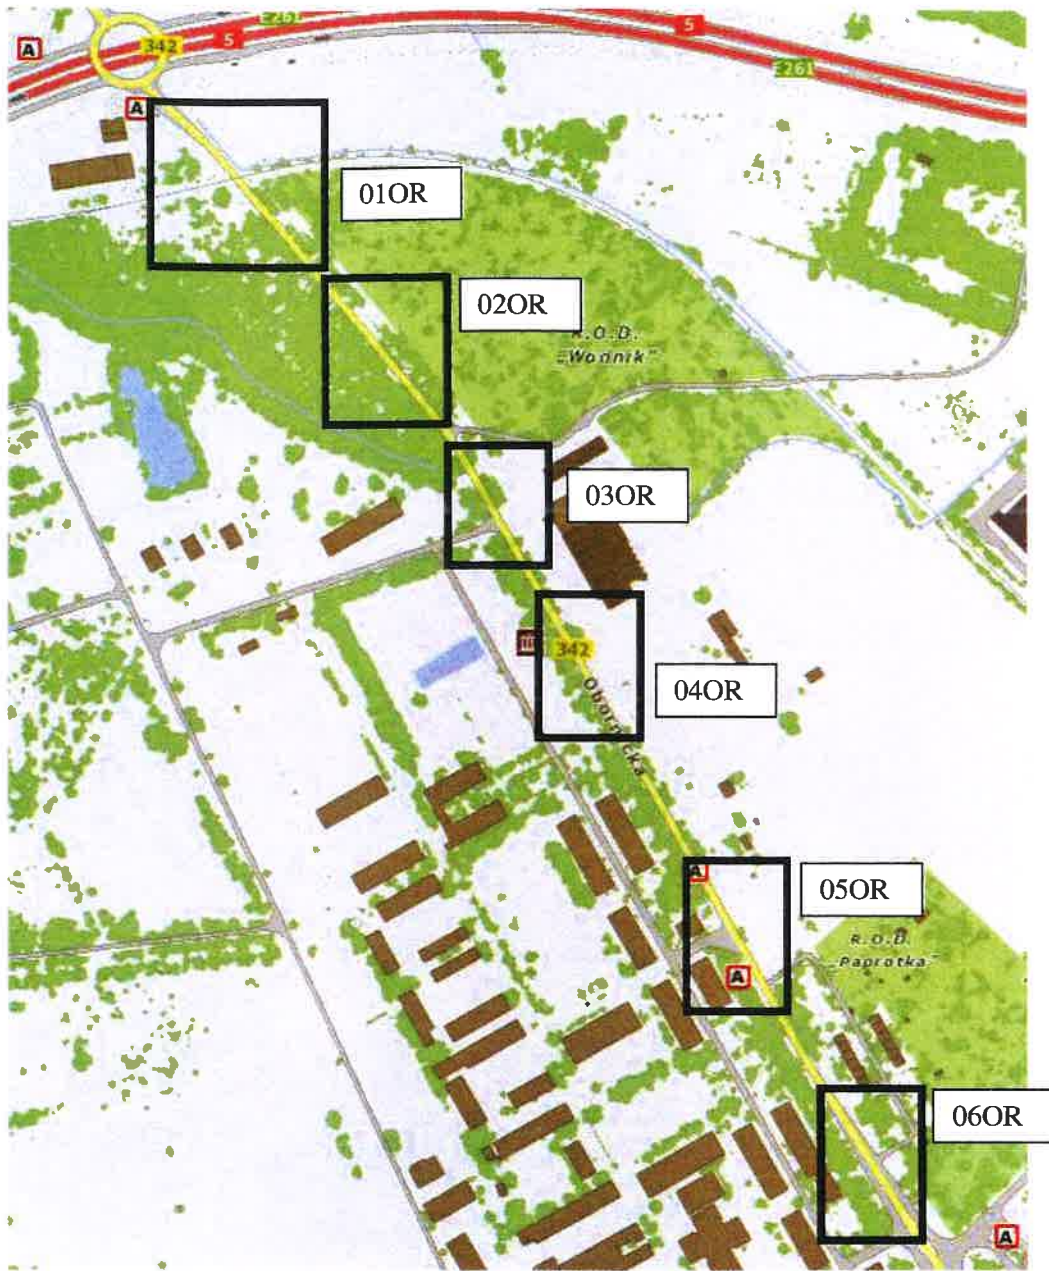 E261
5
5
342
E261
A
A
01OR
02OR
R.O.D.
„Wodnik"
03OR
342
04OR
Obornicka
A
05OR
R.O.D.
„Paprotka"
A
06OR
A